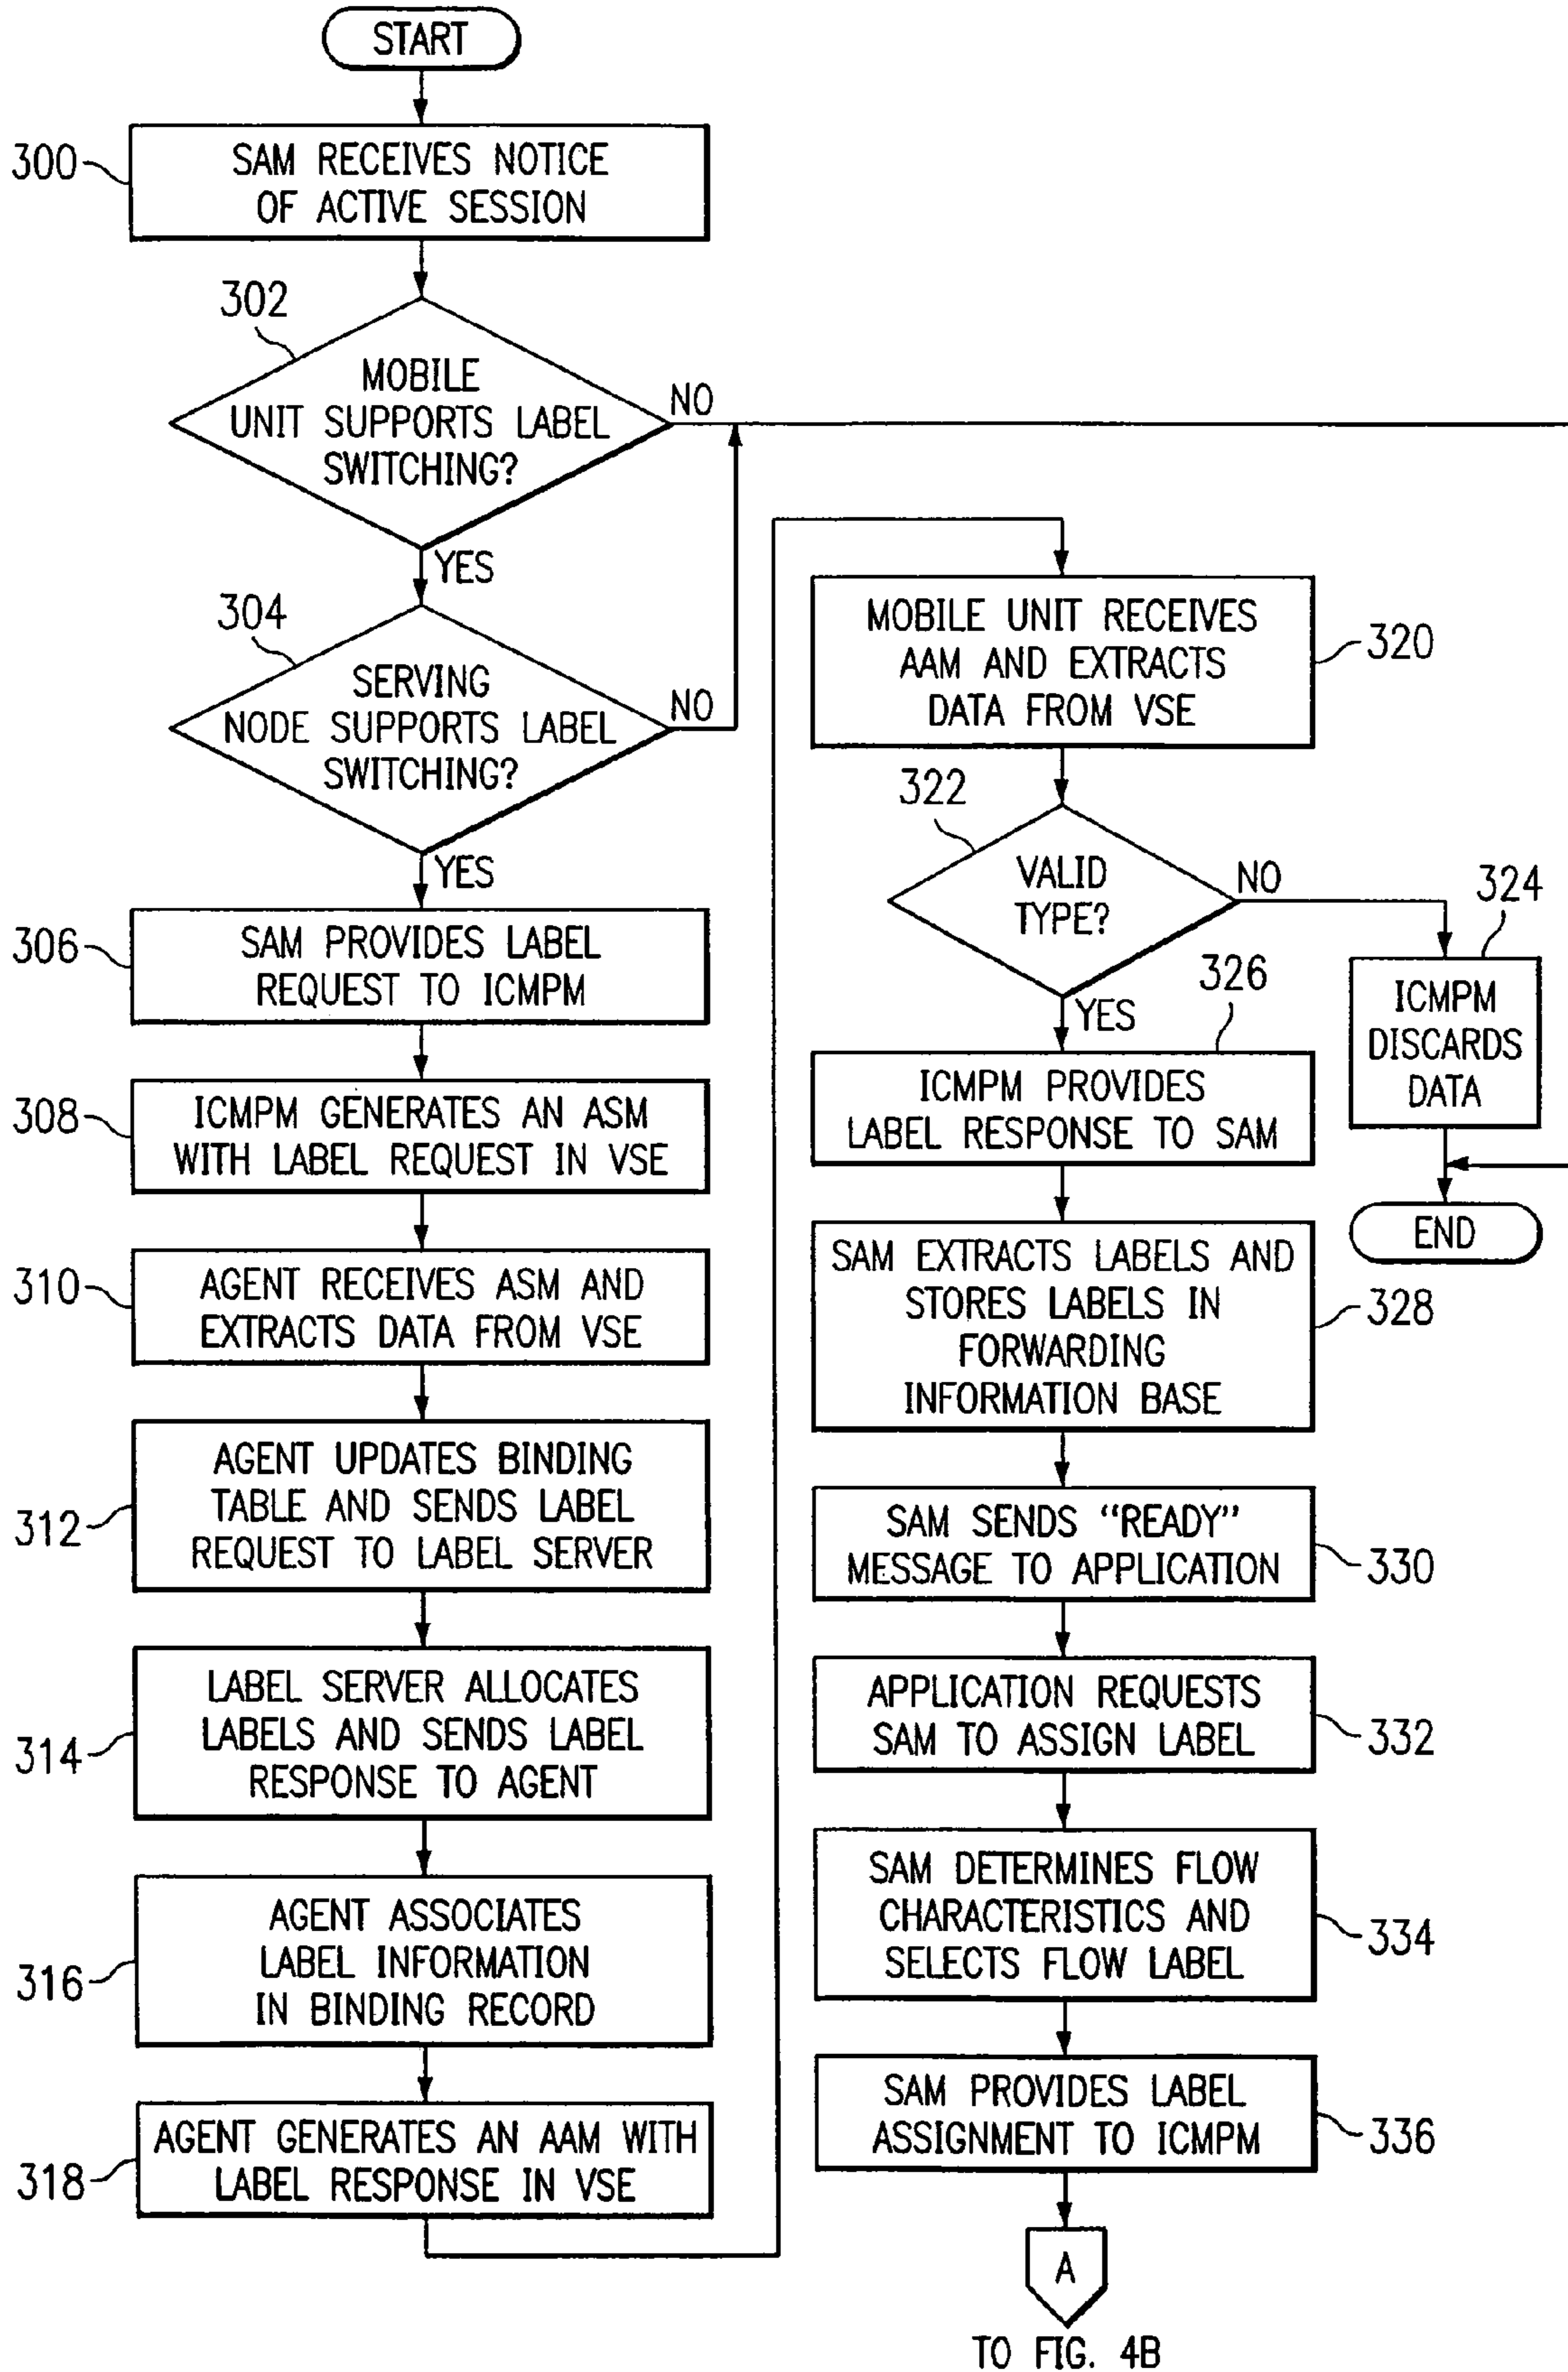 START
300
SAM RECEIVES NOTICE
OF ACTIVE SESSION
302
MOBILE
UNIT SUPPORTS LABEL
SWITCHING?
NO
YES
304
SERVING
NODE SUPPORTS LABEL
SWITCHING?
NO
YES
306
SAM PROVIDES LABEL
REQUEST TO ICMPM
308
ICMPM GENERATES AN ASM
WITH LABEL REQUEST IN VSE
310
AGENT RECEIVES ASM AND
EXTRACTS DATA FROM VSE
312
AGENT UPDATES BINDING
TABLE AND SENDS LABEL
REQUEST TO LABEL SERVER
314
LABEL SERVER ALLOCATES
LABELS AND SENDS LABEL
RESPONSE TO AGENT
316
AGENT ASSOCIATES
LABEL INFORMATION
IN BINDING RECORD
318
AGENT GENERATES AN AAM WITH
LABEL RESPONSE IN VSE
MOBILE UNIT RECEIVES
AAM AND EXTRACTS
DATA FROM VSE
320
322
VALID
TYPE?
NO
YES
324
ICMPM
DISCARDS
DATA
END
326
ICMPM PROVIDES
LABEL RESPONSE TO SAM
SAM EXTRACTS LABELS AND
STORES LABELS IN
FORWARDING
INFORMATION BASE
328
SAM SENDS “READY”
MESSAGE TO APPLICATION
330
APPLICATION REQUESTS
SAM TO ASSIGN LABEL
332
SAM DETERMINES FLOW
CHARACTERISTICS AND
SELECTS FLOW LABEL
334
SAM PROVIDES LABEL
ASSIGNMENT TO ICMPM
336
A
TO FIG. 4B